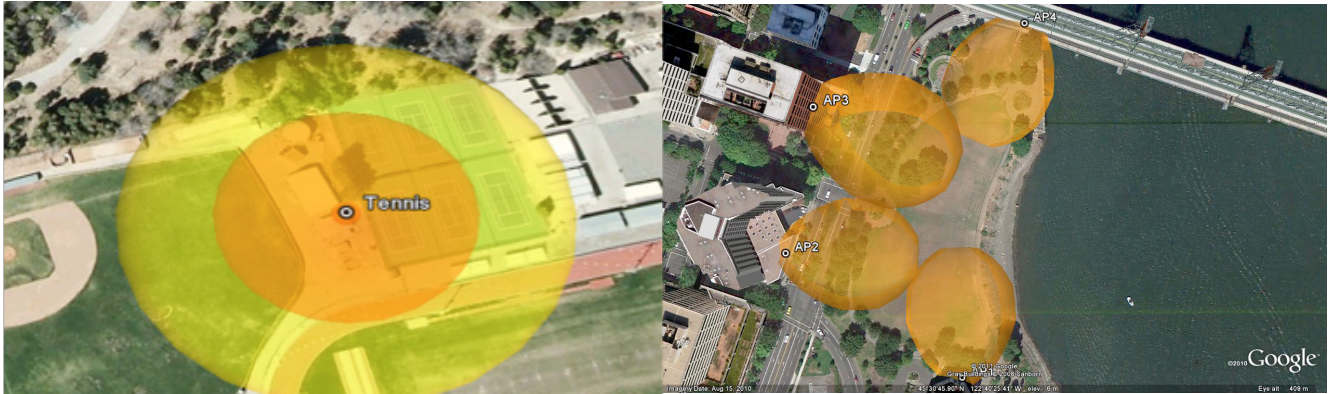 Tennis
AP4
AP3
AP2
©2010 Google
Imagery Date: Aug 15, 2010
45°30'45.90" N 122°40'25.41" W elev 6 m
Eye alt 409 m